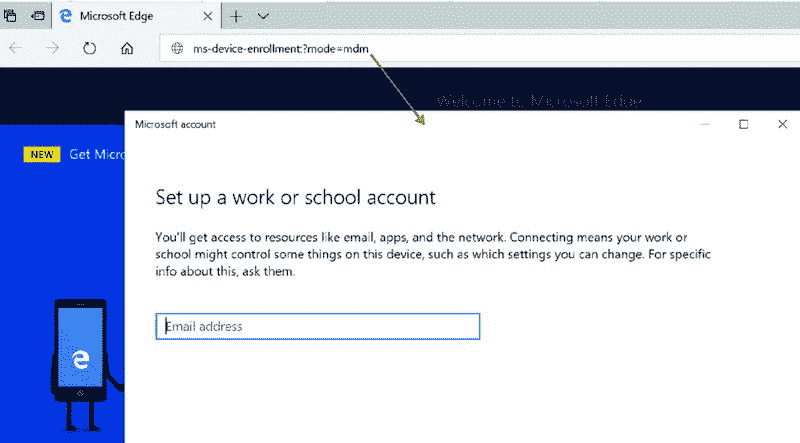 Microsoft Edge
ms-device-enrollment:?mode=mdm
Welcome to Microsoft Edge
NEW Get Micro
Microsoft account
Set up a work or school account
You'll get access to resources like email, apps, and the network. Connecting means your work or
school might control some things on this device, such as which settings you can change. For specific
info about this, ask them.
Email address